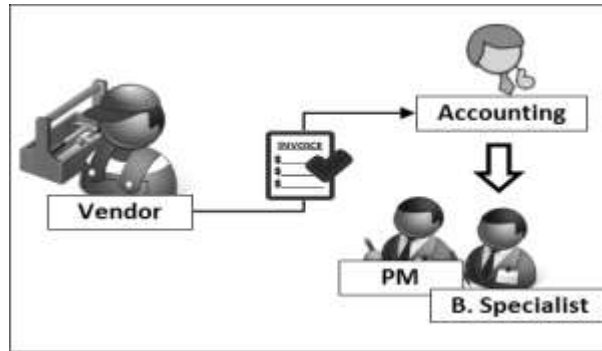 Accounting
INVOICE
$
$
$
Vendor
PM
B. Specialist